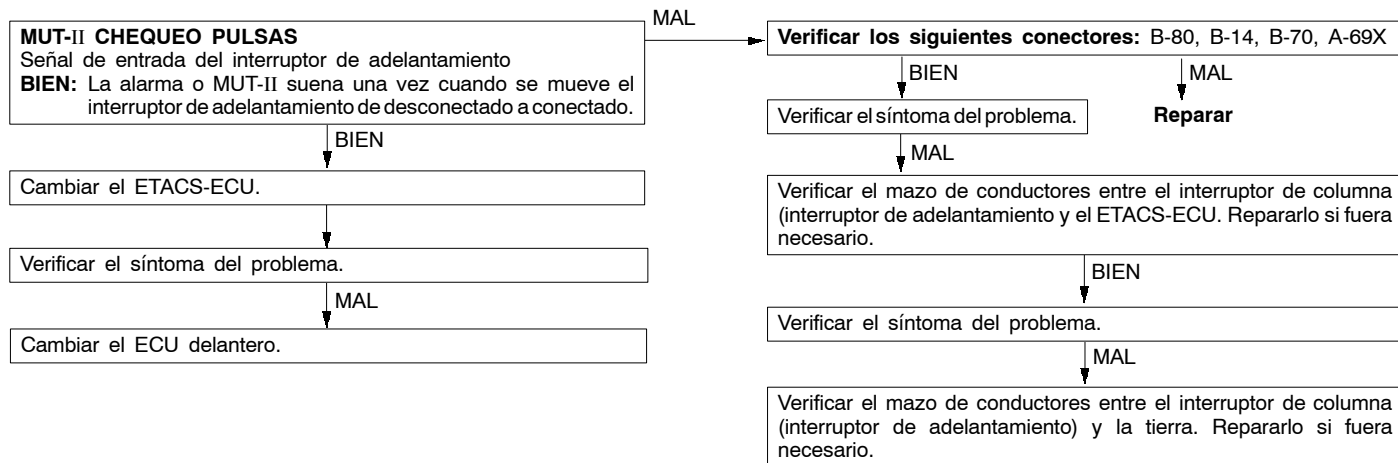 MUT-II CHEQUEO PULSAS
Señal de entrada del interruptor de adelantamiento
BIEN: La alarma o MUT-II suena una vez cuando se mueve el
interruptor de adelantamiento de desconectado a conectado.
BIEN
Cambiar el ETACS-ECU.
Verificar el síntoma del problema.
MAL
Cambiar el ECU delantero.
MAL
Verificar los siguientes conectores: B-80, B-14, B-70, A-69X
BIEN
MAL
Verificar el síntoma del problema.
Reparar
MAL
Verificar el mazo de conductores entre el interruptor de columna
(interruptor de adelantamiento y el ETACS-ECU. Repararlo si fuera
necesario.
BIEN
Verificar el síntoma del problema.
MAL
Verificar el mazo de conductores entre el interruptor de columna
(interruptor de adelantamiento) y la tierra. Repararlo si fuera
necesario.